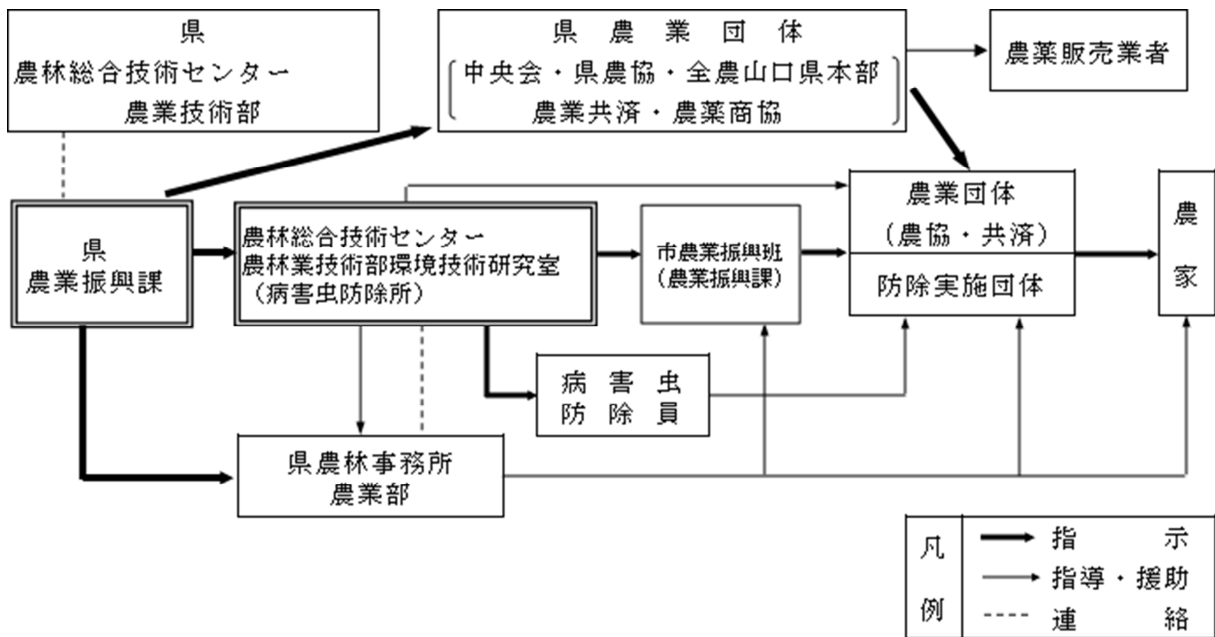 県
農林総合技術センター
農業技術部
県農業団体
中央会・県農協・全農山口県本部
農業共済・農薬商協
農薬販売業者
県
農業振興課
農林総合技術センター
農林業技術部環境技術研究室
(病害虫防除所)
市農業振興班
(農業振興課)
農業団体
(農協・共済)
防除実施団体
農家
病害虫
防除員
県農林事務所
農業部
凡例
指示
指導・援助
連絡